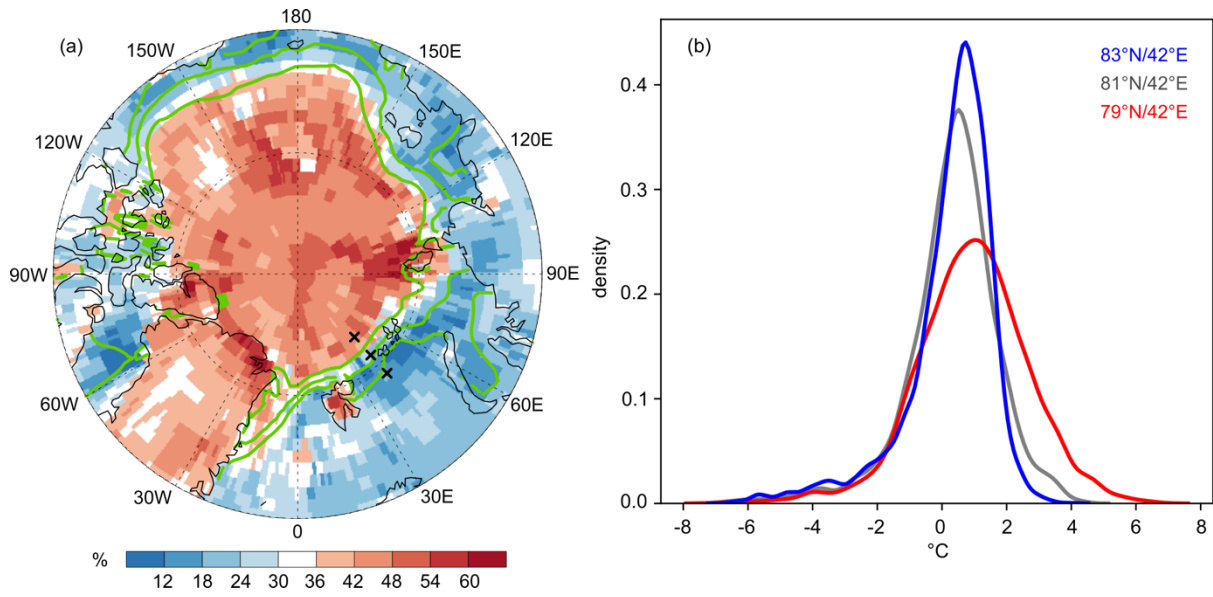 (a)
180
150W
150E
120W
120E
90W
90E
60W
60E
30W
30E
0
%
12 18 24 30 36 42 48 54 60
(b)
83°N/42°E
81°N/42°E
79°N/42°E
density
0.4
0.3
0.2
0.1
0.0
-8 -6 -4 -2 0 2 4 6 8
°C